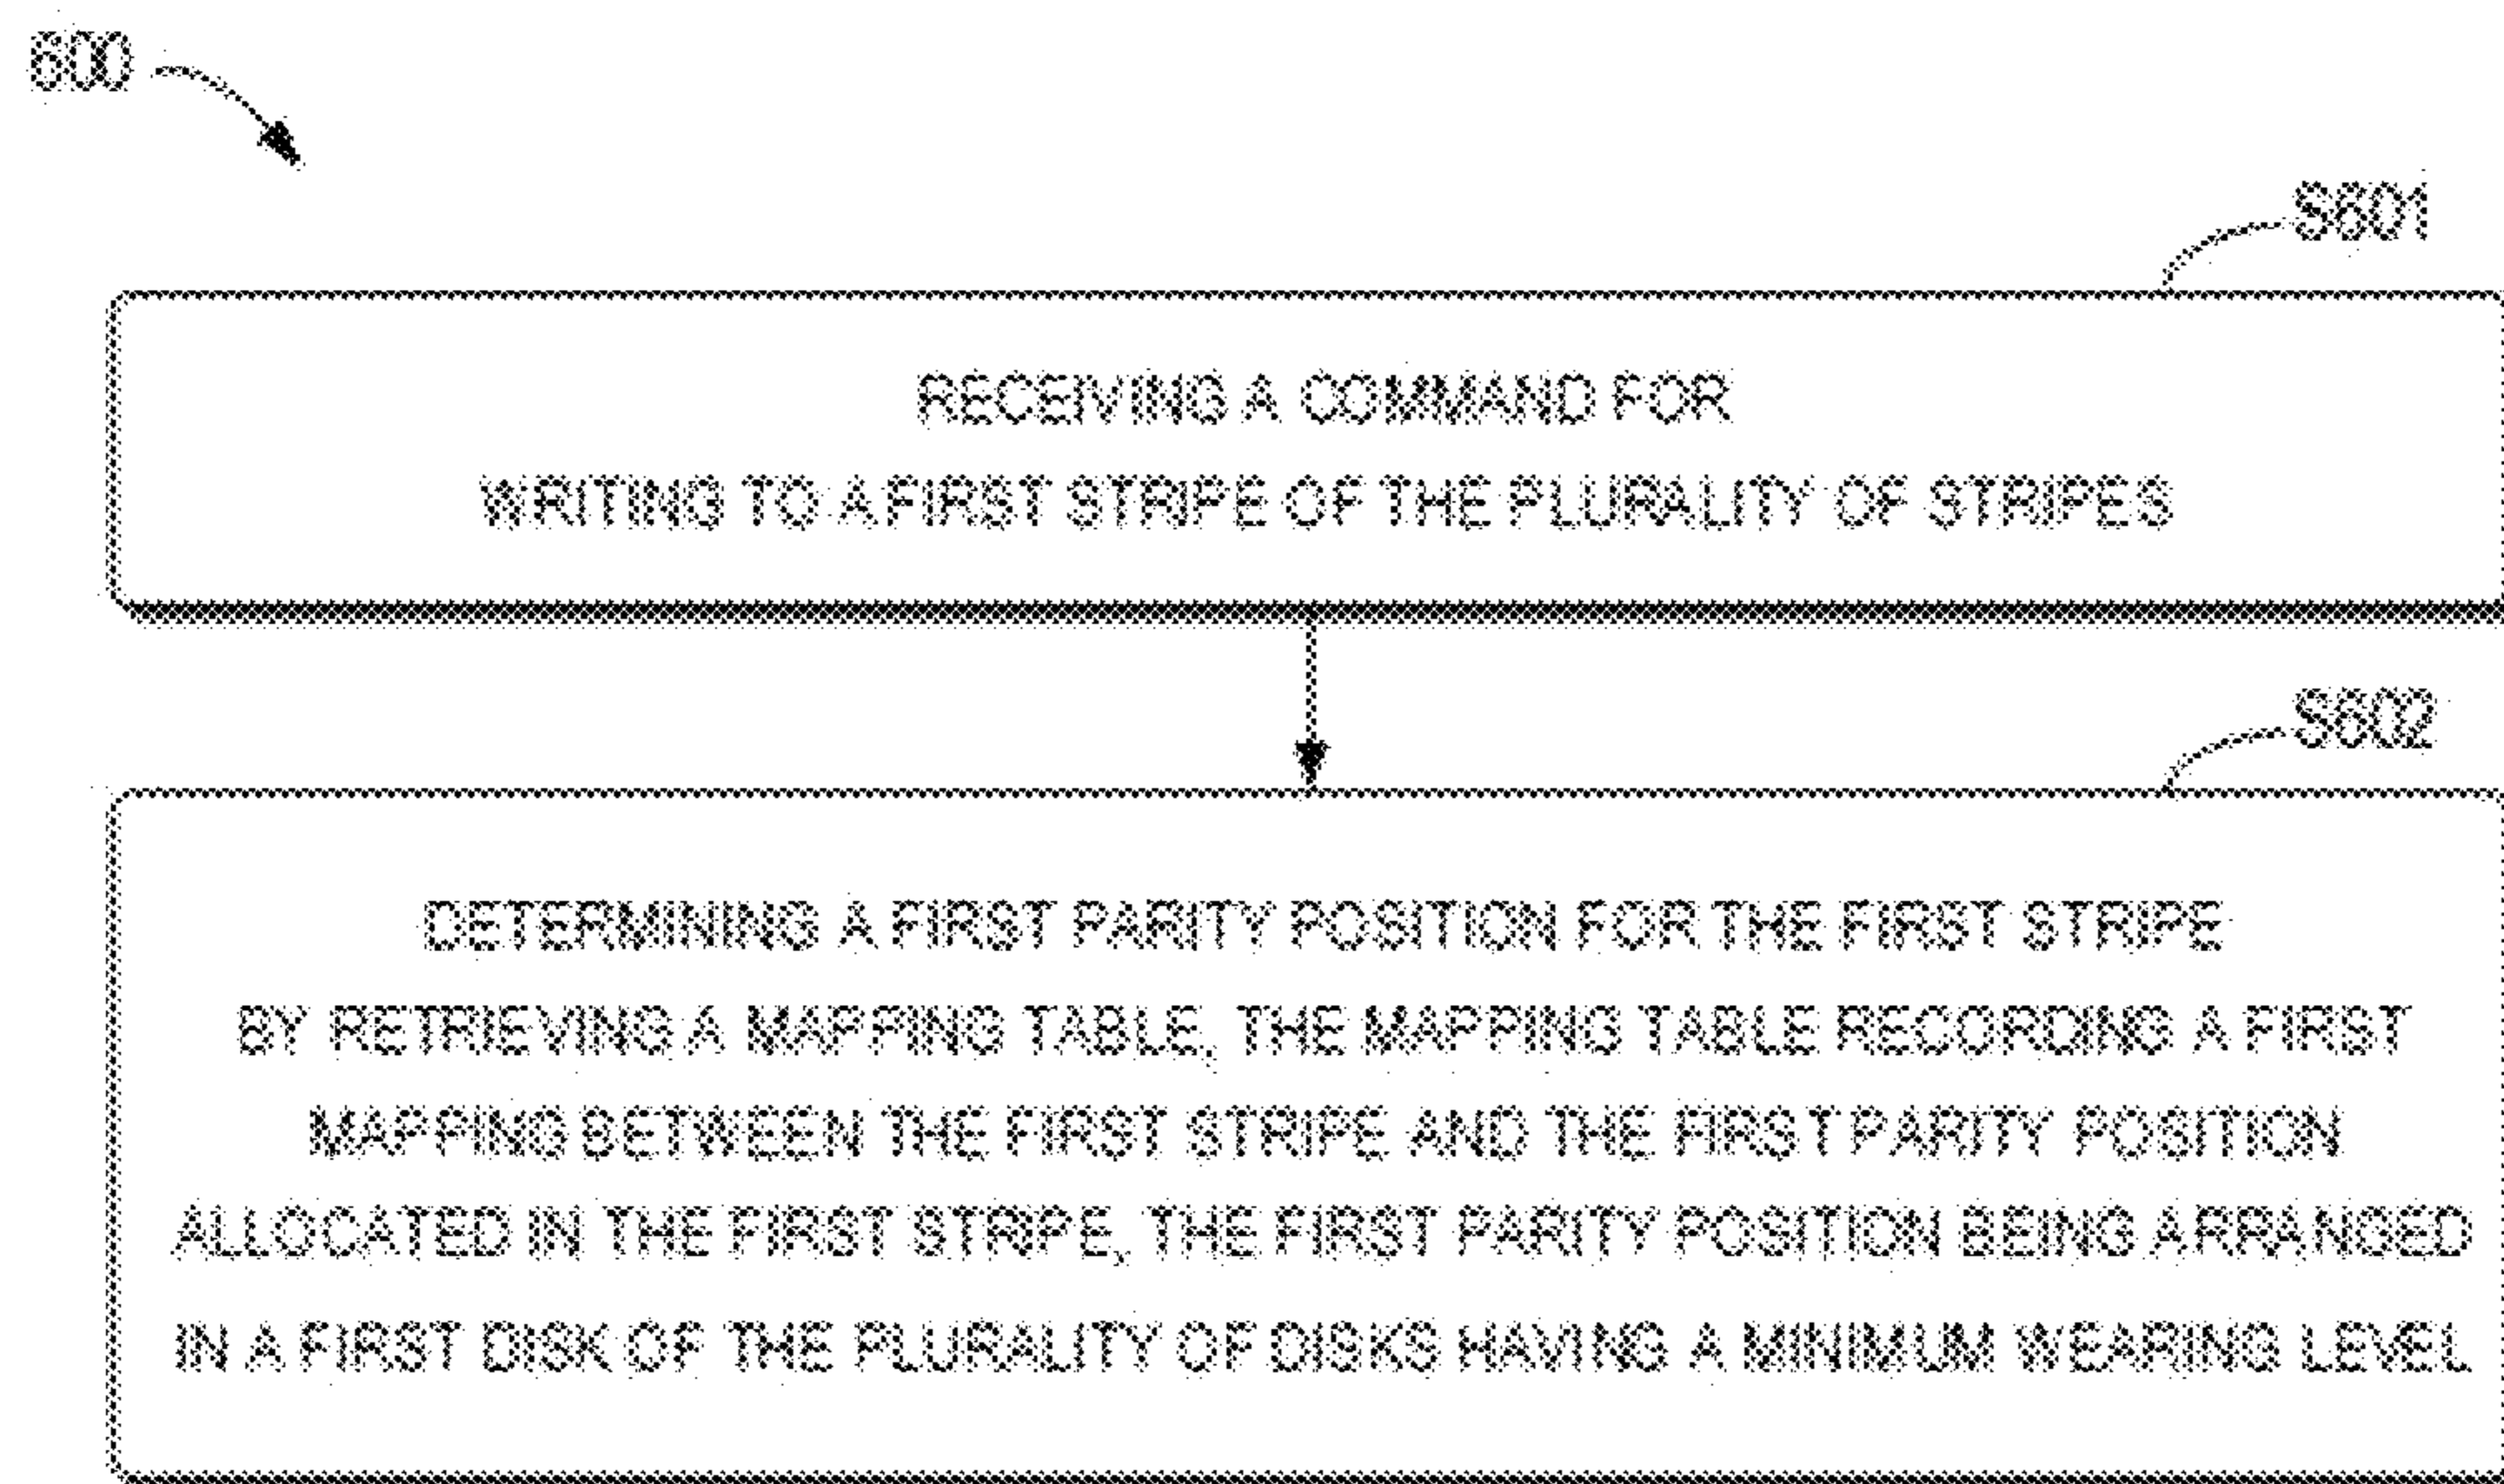 600
S601
RECEIVING A COMMAND FOR
WRITING TO A FIRST STRIPE OF THE PLURALITY OF STRIPES
S602
DETERMINING A FIRST PARITY POSITION FOR THE FIRST STRIPE
BY RETRIEVING A MAPPING TABLE, THE MAPPING TABLE RECORDING A FIRST
MAPPING BETWEEN THE FIRST STRIPE AND THE FIRST PARITY POSITION
ALLOCATED IN THE FIRST STRIPE, THE FIRST PARITY POSITION BEING ARRANGED
IN A FIRST DISK OF THE PLURALITY OF DISKS HAVING A MINIMUM WEARING LEVEL